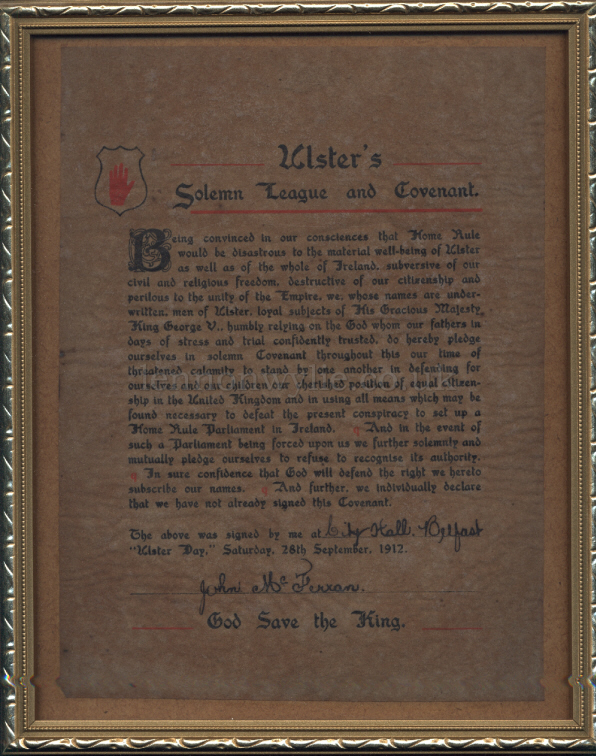 Ulster's
Solemn League and Covenant.
Being convinced in our consciences that Home Rule
would be disastrous to the material well-being of Ulster
as well as of the whole of Ireland, subversive of our
civil and religious freedom, destructive of our citizenship and
perilous to the unity of the Empire, we, whose names are under-
written, men of Ulster, loyal subjects of His Gracious Majesty
King George V., humbly relying on the God whom our fathers in
days of stress and trial confidently trusted, do hereby pledge
ourselves in solemn Covenant throughout this our time of
threatened calamity to stand by one another in defending for
ourselves and our children our cherished position of equal citizen-
ship in the United Kingdom and in using all means which may be
found necessary to defeat the present conspiracy to set up a
Home Rule Parliament in Ireland. And in the event of
such a Parliament being forced upon us we further solemnly and
mutually pledge ourselves to refuse to recognise its authority.
In sure confidence that God will defend the right we hereto
subscribe our names. And further, we individually declare
that we have not already signed this Covenant.
The above was signed by me at City Hall, Belfast
"Ulster Day," Saturday, 28th September, 1912.
John Mc Ferran.
God Save the King.